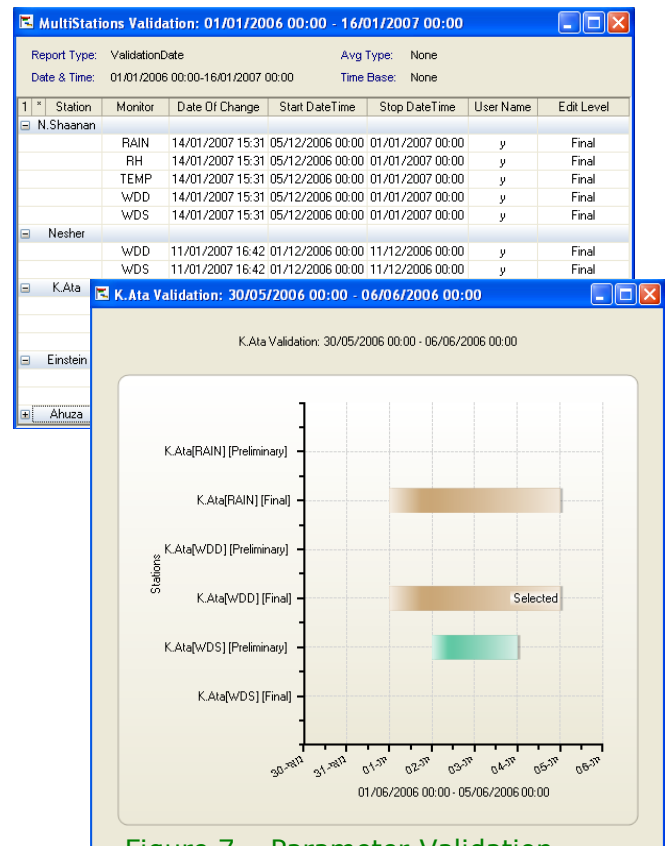 MultiStations Validation: 01/01/2006 00:00 - 16/01/2007 00:00
Report Type: ValidationDate Avg Type: None
Date & Time: 01/01/2006 00:00-16/01/2007 00:00 Time Base: None
1 * Station Monitor Date Of Change Start DateTime Stop DateTime User Name Edit Level
N.Shaanan
RAIN 14/01/2007 15:31 05/12/2006 00:00 01/01/2007 00:00 y Final
RH 14/01/2007 15:31 05/12/2006 00:00 01/01/2007 00:00 y Final
TEMP 14/01/2007 15:31 05/12/2006 00:00 01/01/2007 00:00 y Final
WDD 14/01/2007 15:31 05/12/2006 00:00 01/01/2007 00:00 y Final
WDS 14/01/2007 15:31 05/12/2006 00:00 01/01/2007 00:00 y Final
Nesher
WDD 11/01/2007 16:42 01/12/2006 00:00 11/12/2006 00:00 y Final
WDS 11/01/2007 16:42 01/12/2006 00:00 11/12/2006 00:00 y Final
K.Ata
Einstein
Ahuza
K.Ata Validation: 30/05/2006 00:00 - 06/06/2006 00:00
K.Ata Validation: 30/05/2006 00:00 - 06/06/2006 00:00
Stations
K.Ata[RAIN] [Preliminary]
K.Ata[RAIN] [Final]
K.Ata[WDD] [Preliminary]
K.Ata[WDD] [Final] Selected
K.Ata[WDS] [Preliminary]
K.Ata[WDS] [Final]
30- 31- 01- 02- 03- 04- 05- 06-
01/06/2006 00:00 - 05/06/2006 00:00